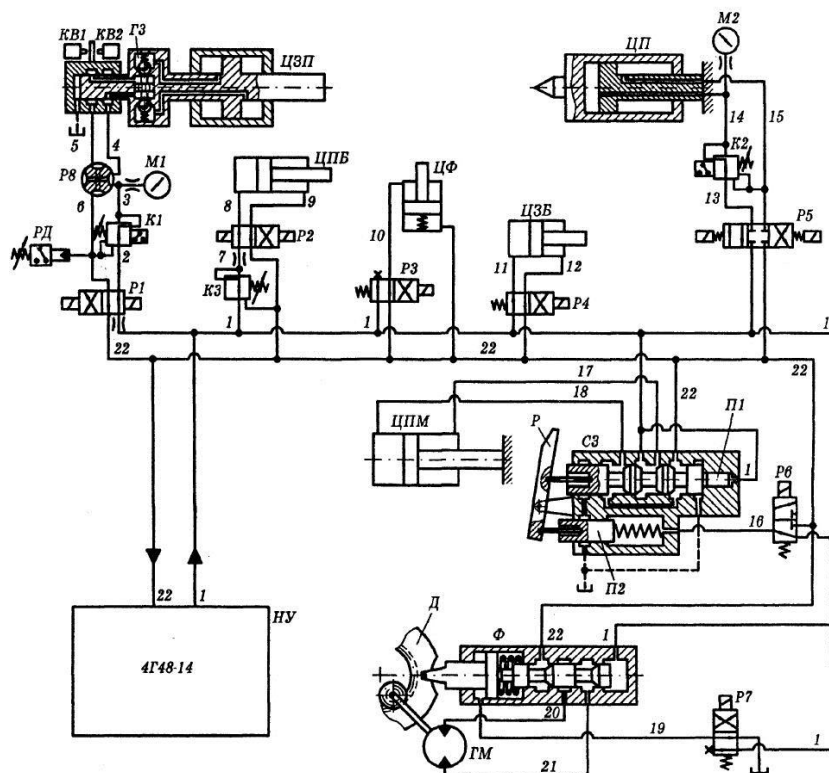 КВ1 КВ2 ГЗ ЦЗП ЦП М2
5 4 14 15
Р8 М1 ЦПБ ЦФ К2
6 3 8 9 13
РД К1 10 ЦЗБ Р5
2 7 Р2 11 12
Р1 К3 Р3 Р4
1 1 1
22 22 22
17 22
18 П1
ЦПМ Р СЗ
1 Р6
16
П2
22 1 НУ
4Г48-14
Д Ф 22 1
Р7
20 19 1
ГМ 21